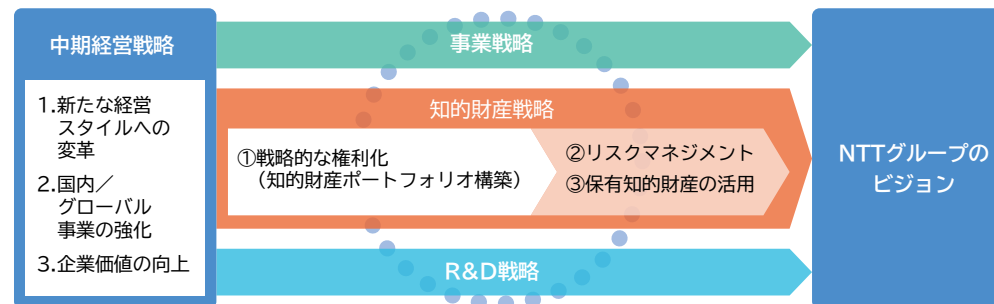 中期経営戦略
1.新たな経営
スタイルへの
変革
2.国内／
グローバル
事業の強化
3.企業価値の向上
事業戦略
知的財産戦略
①戦略的な権利化
（知的財産ポートフォリオ構築）
②リスクマネジメント
③保有知的財産の活用
R&D戦略
NTTグループの
ビジョン